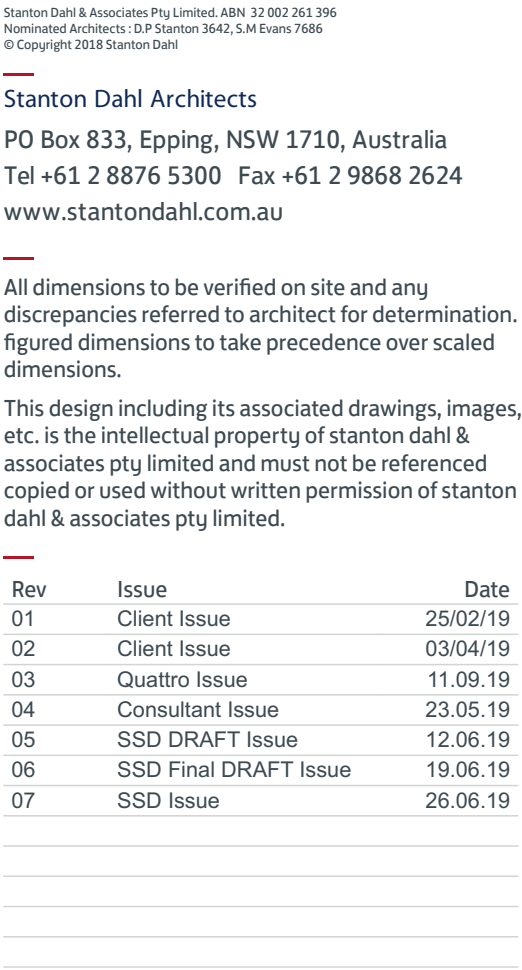 Stanton Dahl & Associates Pty Limited. ABN 32 002 261 396
Nominated Architects : D.P Stanton 3642, S.M Evans 7686
© Copyright 2018 Stanton Dahl
Stanton Dahl Architects
PO Box 833, Epping, NSW 1710, Australia
Tel +61 2 8876 5300 Fax +61 2 9868 2624
www.stantondahl.com.au
All dimensions to be verified on site and any
discrepancies referred to architect for determination.
figured dimensions to take precedence over scaled
dimensions.
This design including its associated drawings, images,
etc. is the intellectual property of stanton dahl &
associates pty limited and must not be referenced
copied or used without written permission of stanton
dahl & associates pty limited.
Rev Issue Date
01 Client Issue 25/02/19
02 Client Issue 03/04/19
03 Quattro Issue 11.09.19
04 Consultant Issue 23.05.19
05 SSD DRAFT Issue 12.06.19
06 SSD Final DRAFT Issue 19.06.19
07 SSD Issue 26.06.19